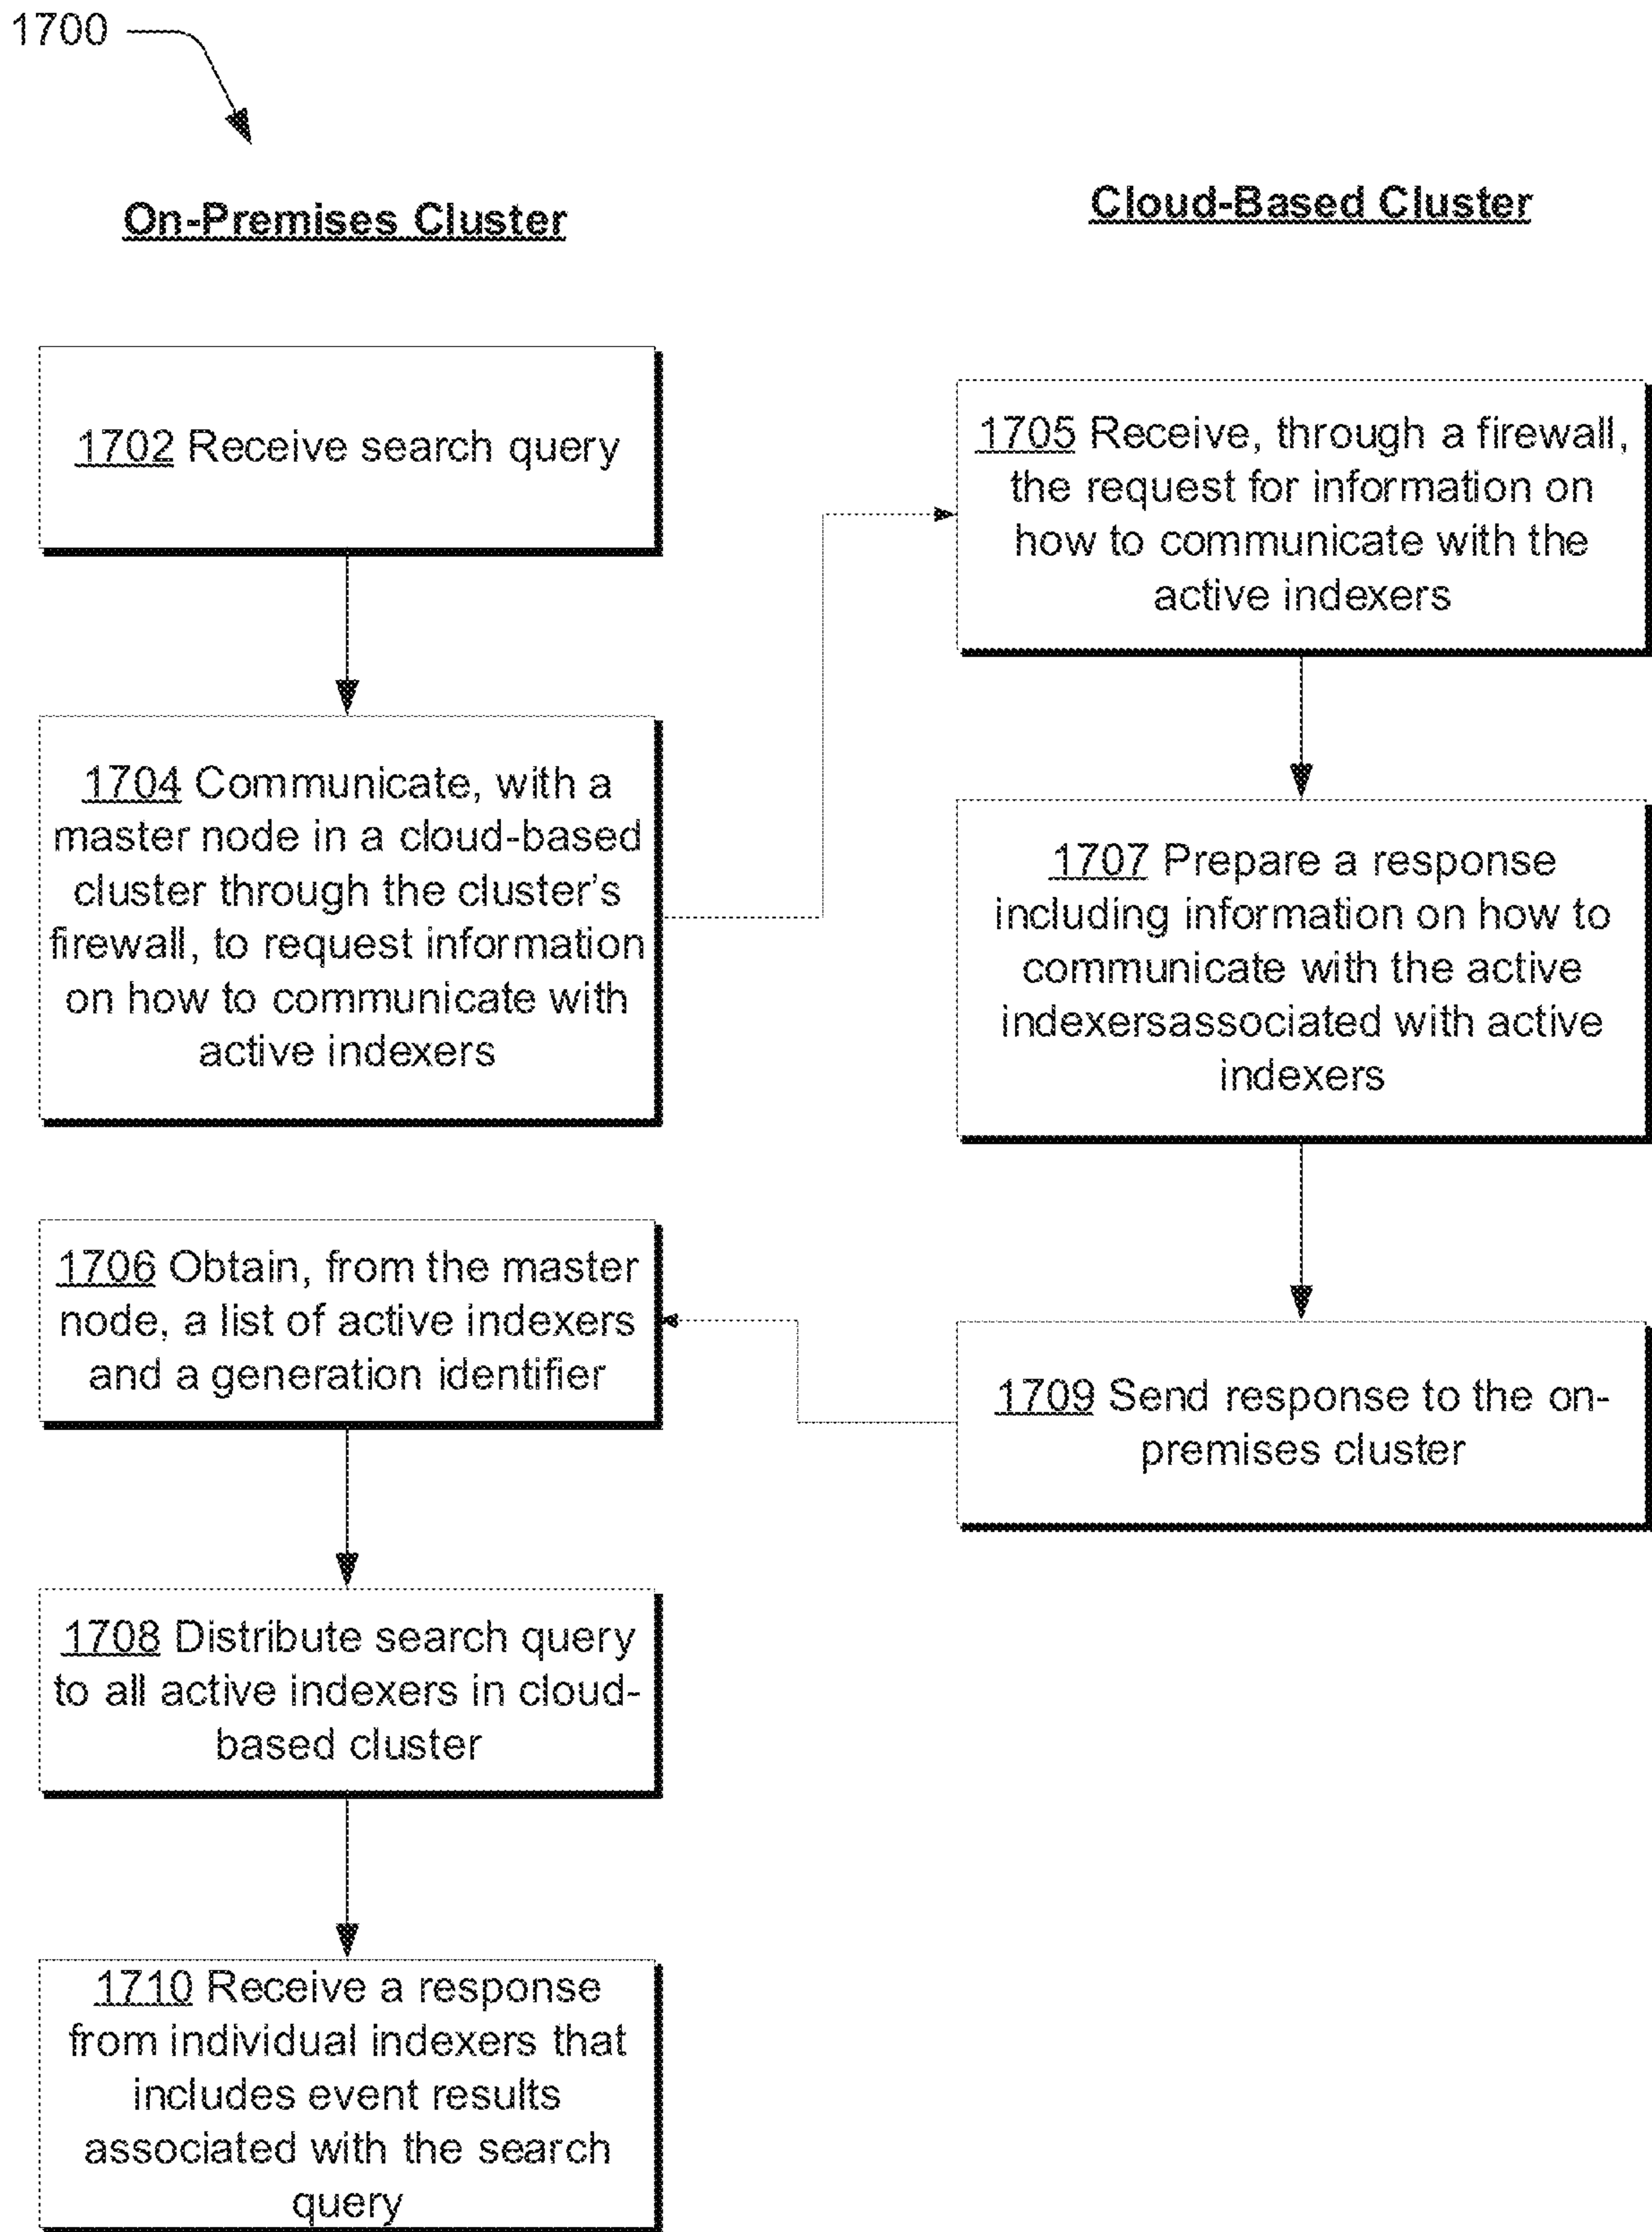 1700
On-Premises Cluster
Cloud-Based Cluster
1702 Receive search query
1704 Communicate, with a
master node in a cloud-based
cluster through the cluster's
firewall, to request information
on how to communicate with
active indexers
1705 Receive, through a firewall,
the request for information on
how to communicate with the
active indexers
1707 Prepare a response
including information on how to
communicate with the active
indexersassociated with active
indexers
1709 Send response to the on-
premises cluster
1706 Obtain, from the master
node, a list of active indexers
and a generation identifier
1708 Distribute search query
to all active indexers in cloud-
based cluster
1710 Receive a response
from individual indexers that
includes event results
associated with the search
query